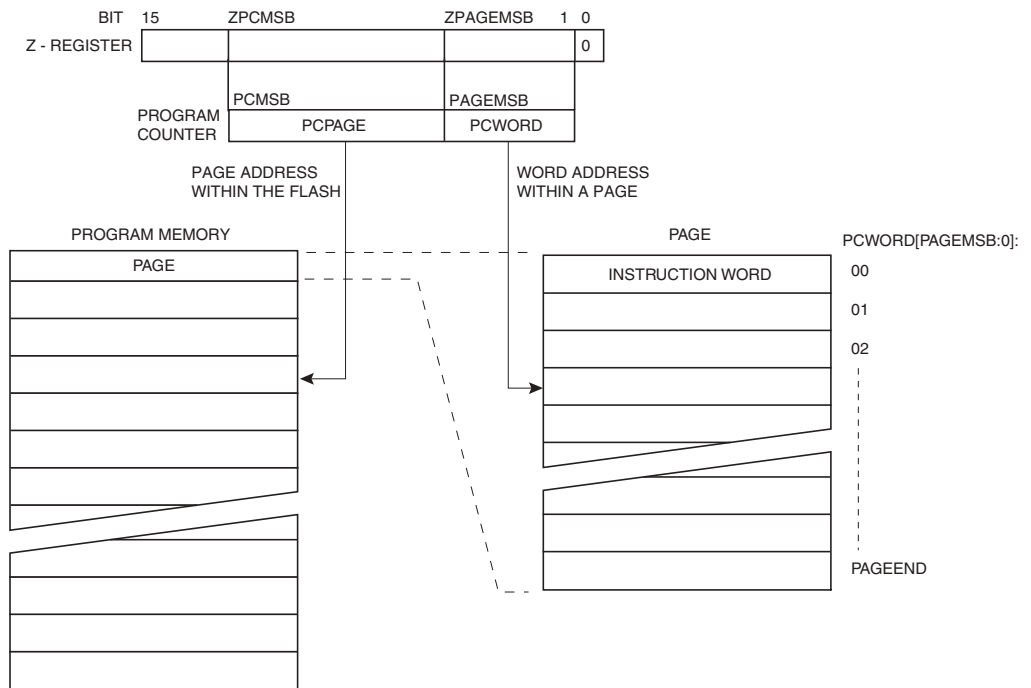 BIT 15 ZPCMSB ZPAGEMSB 1 0
Z - REGISTER 0
PCMSB PAGEMSB
PROGRAM
COUNTER
PCPAGE PCWORD
PAGE ADDRESS
WITHIN THE FLASH
WORD ADDRESS
WITHIN A PAGE
PROGRAM MEMORY
PAGE
PAGE
PCWORD[PAGEMSB:0]:
INSTRUCTION WORD
00
01
02
PAGEEND